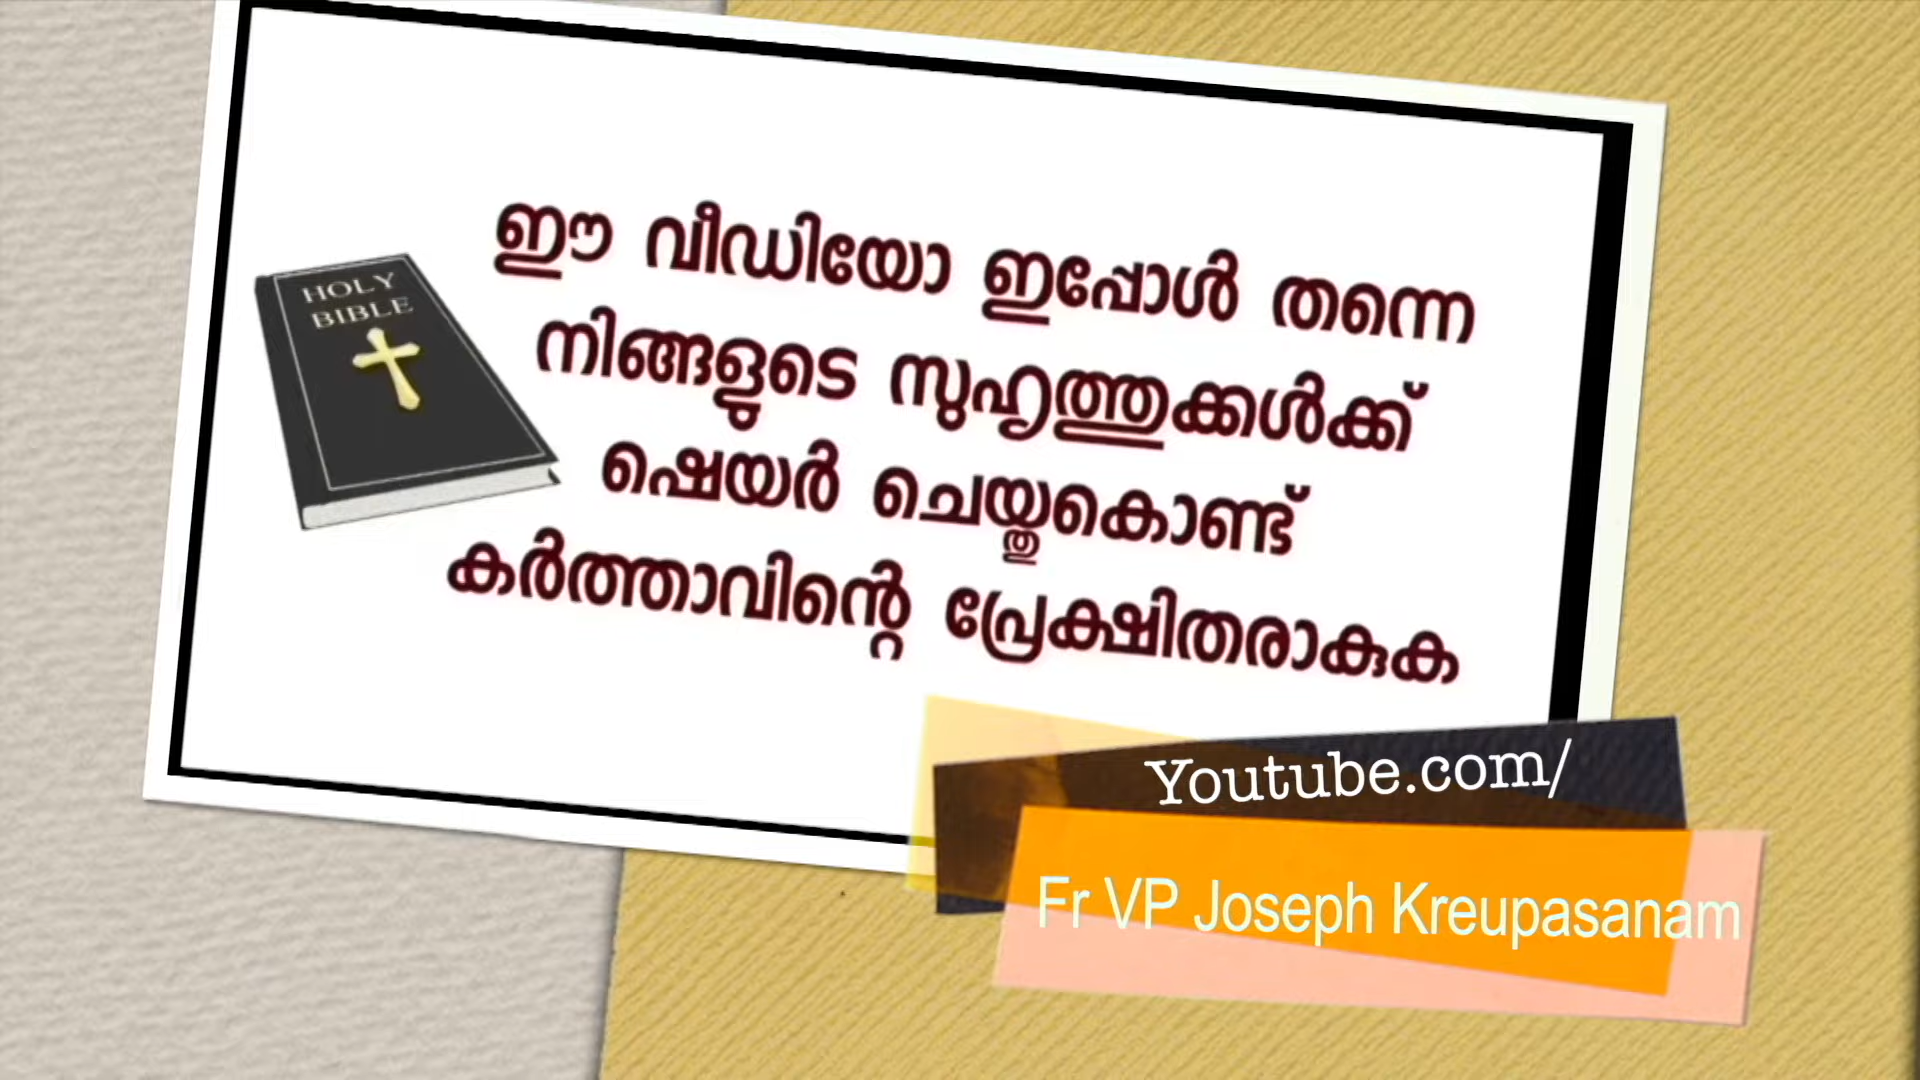 HOLY
BIBLE
ഈ വീഡിയോ ഇപ്പോൾ തന്നെ
നിങ്ങളുടെ സുഹൃത്തുക്കൾക്ക്
ഷെയർ ചെയ്തുകൊണ്ട്
കർത്താവിന്റെ പ്രേക്ഷിതരാകുക
Youtube.com/
Fr VP Joseph Kreupasanam